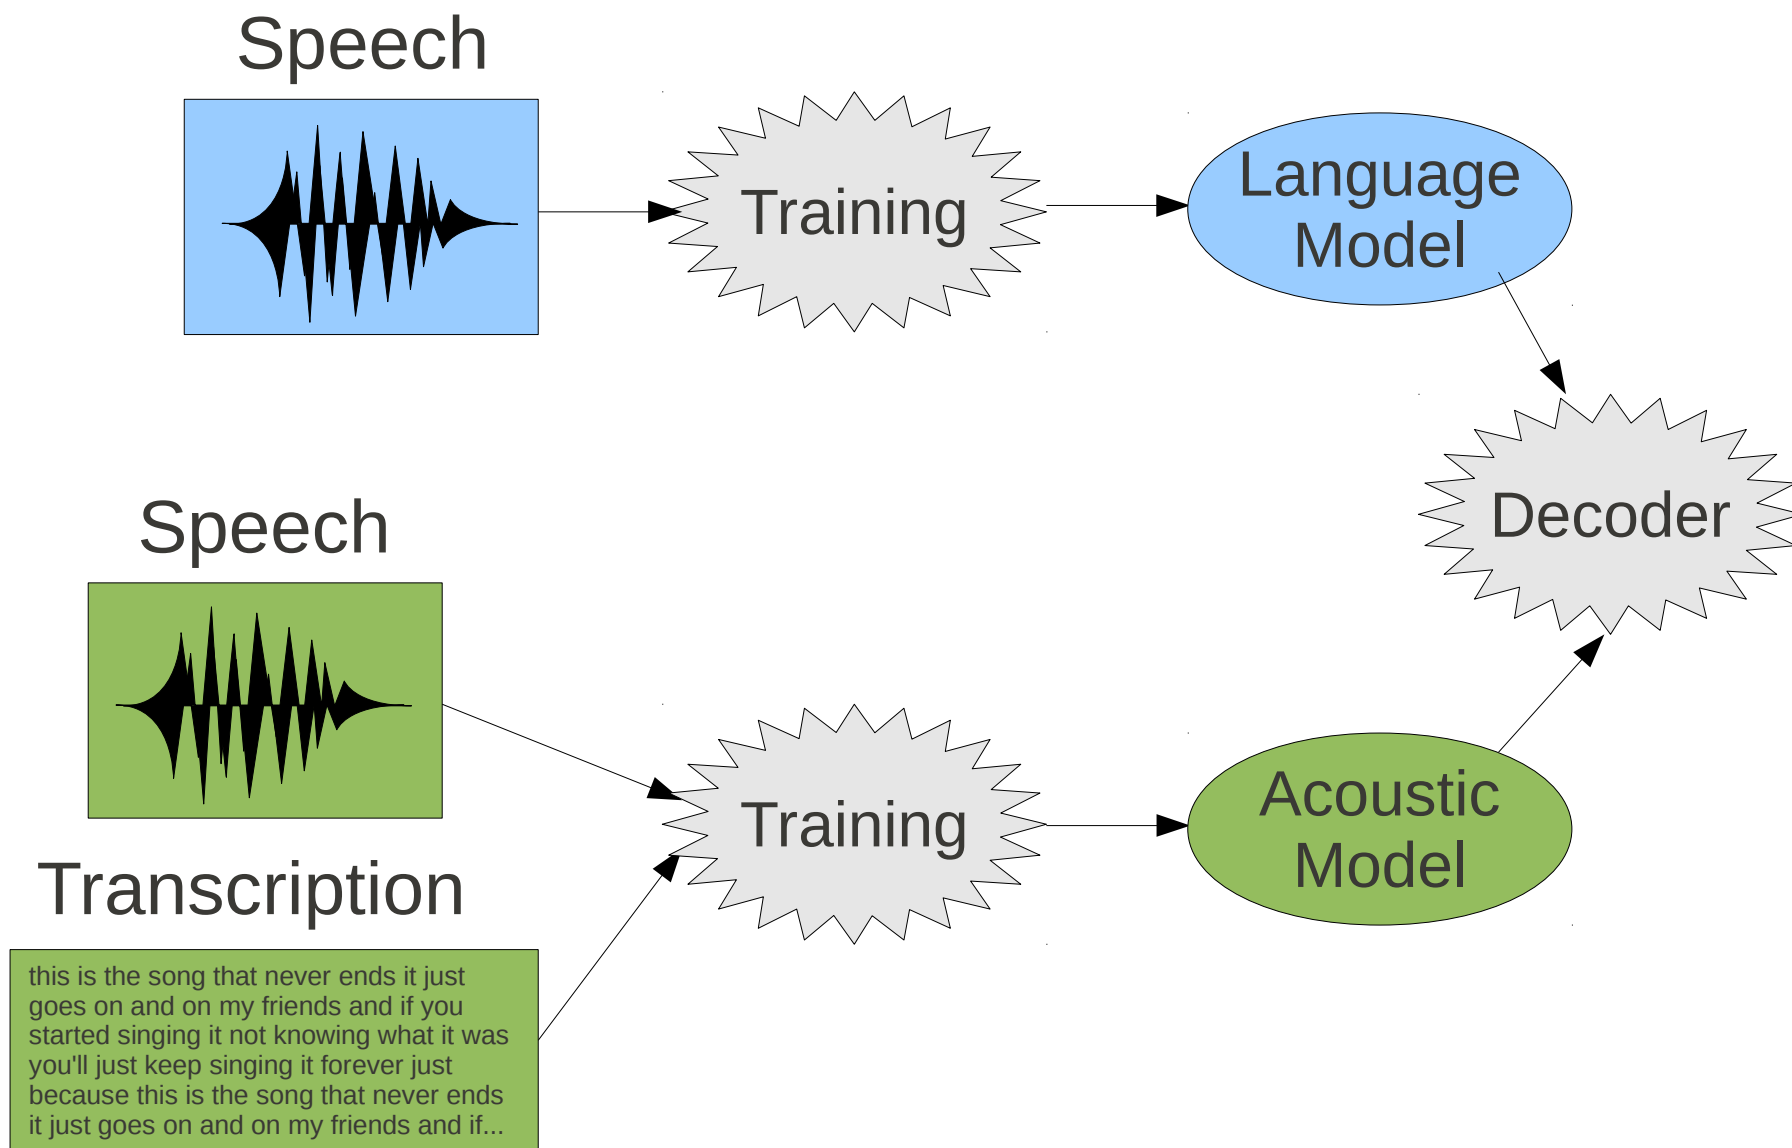 Speech
Training
Language
Model
Decoder
Speech
Training
Acoustic
Model
Transcription
this is the song that never ends it just
goes on and on my friends and if you
started singing it not knowing what it was
you'll just keep singing it forever just
because this is the song that never ends
it just goes on and on my friends and if...